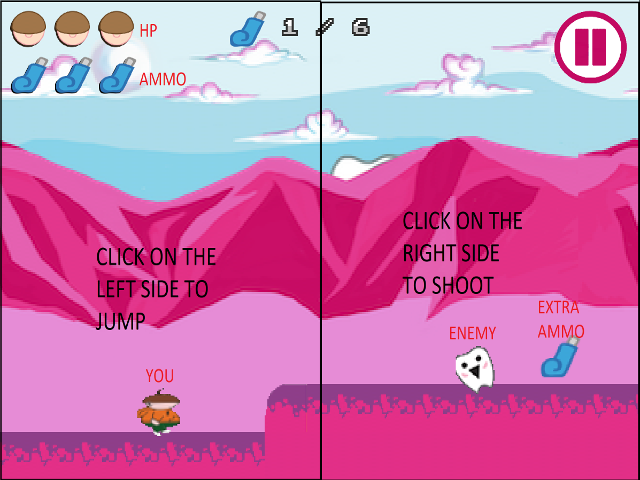 HP
1 / 6
AMMO
CLICK ON THE
LEFT SIDE TO
JUMP
CLICK ON THE
RIGHT SIDE
TO SHOOT
EXTRA
AMMO
ENEMY
YOU